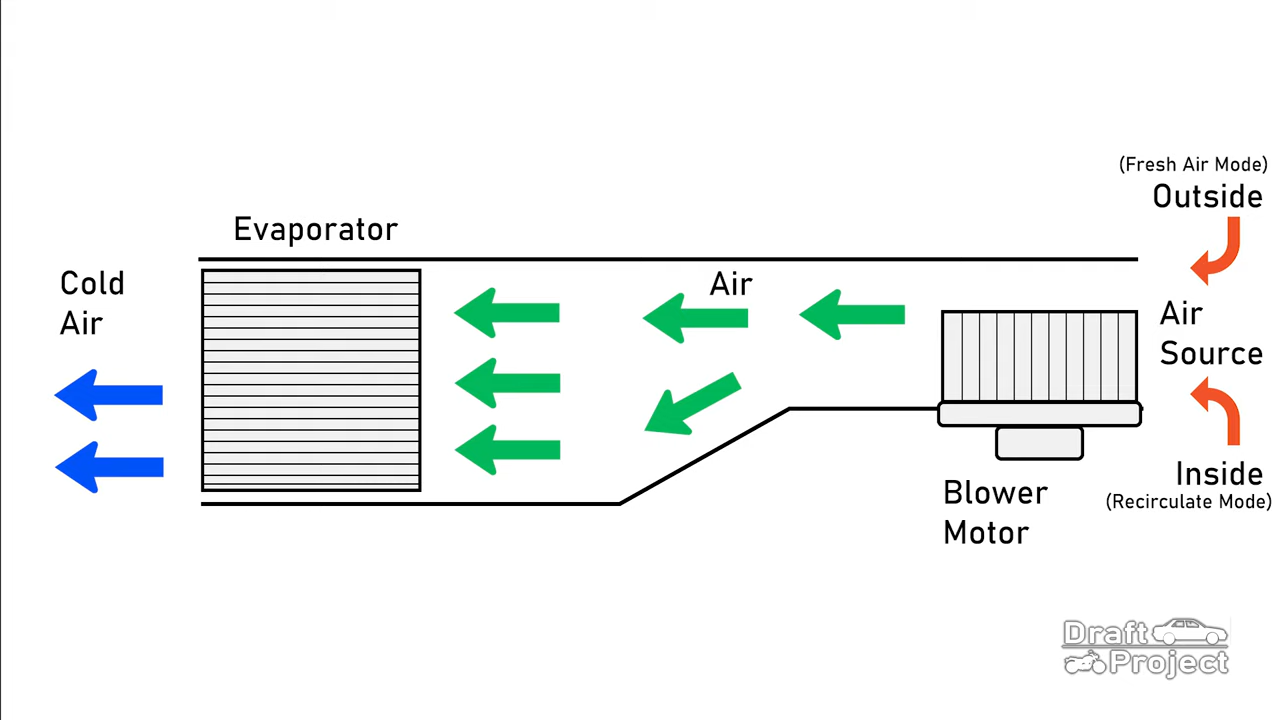 (Fresh Air Mode)
Outside
Evaporator
Cold
Air
Air
Air
Source
Inside
(Recirculate Mode)
Blower
Motor
Draft
Project